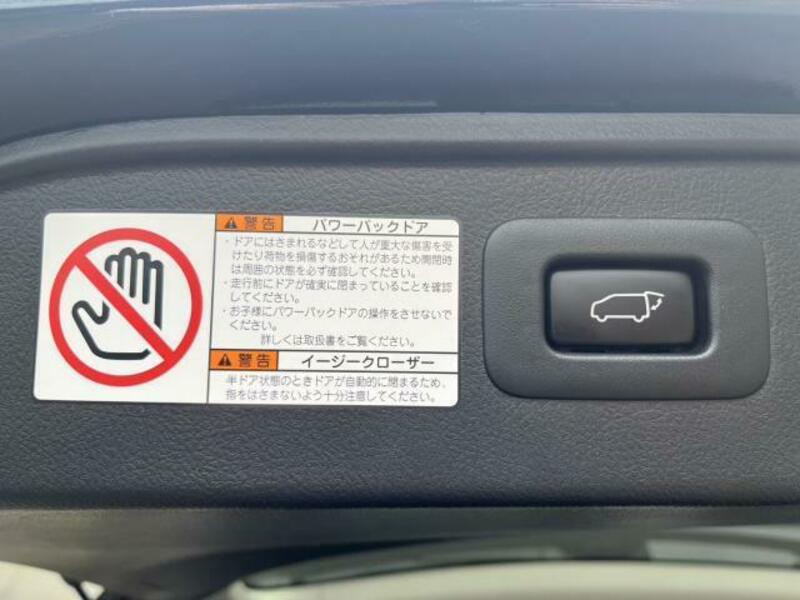 警告 パワーバックドア
・ドアにはさまれるなどして人が重大な傷害を受
けたり荷物を損傷するおそれがあるため開閉時
は周囲の状態を必ず確認してください。
・走行前にドアが確実に閉まっていることを確認
してください。
・お子様にパワーバックドアの操作をさせないで
ください。
詳しくは取扱書をご覧ください。
警告 イージークローザー
半ドア状態のときドアが自動的に閉まるため、
指をはさまないよう十分注意してください。